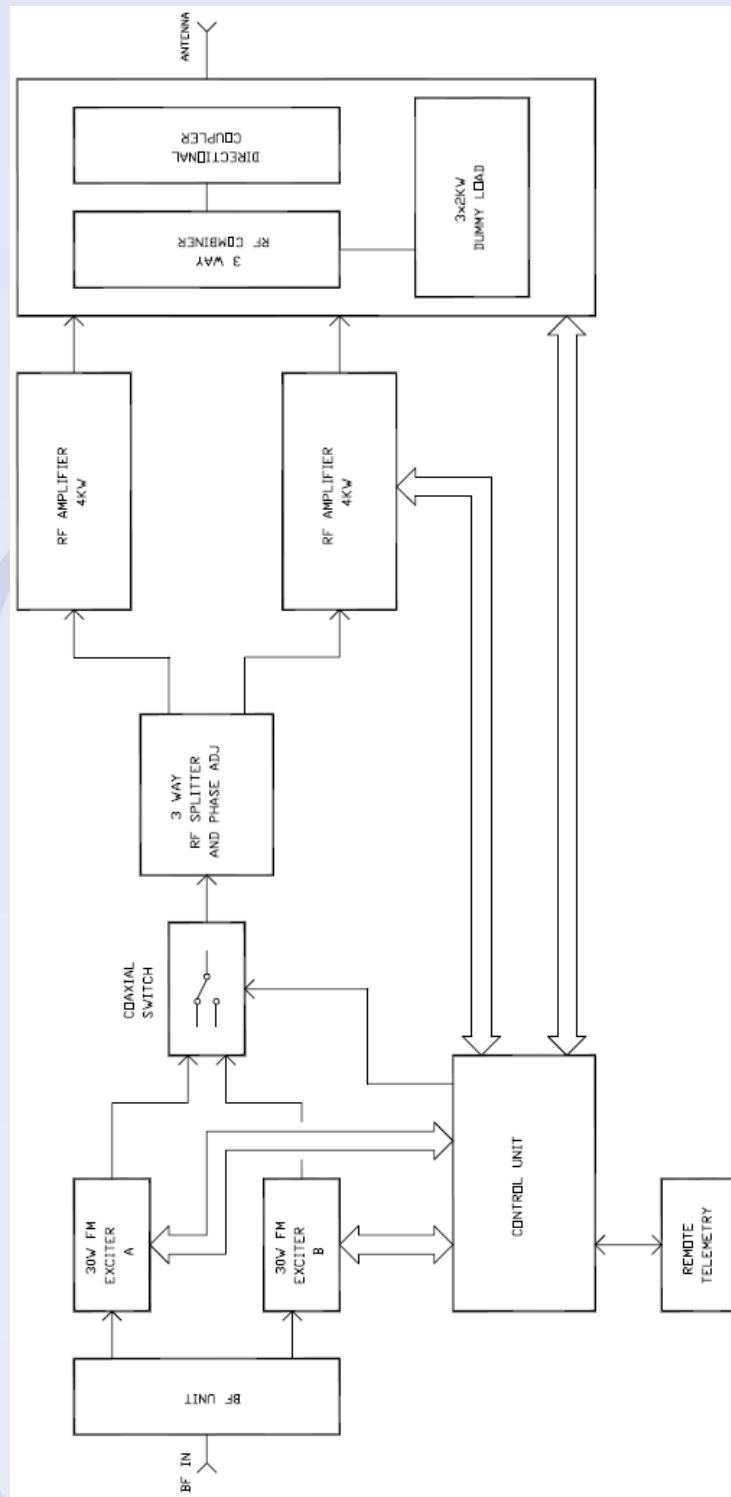 BF IN
BF UNIT
30W FM
EXCITER
A
30W FM
EXCITER
B
COAXIAL
SWITCH
3 WAY
RF SPLITTER
AND PHASE ADJ
RF AMPLIFIER
4KW
RF AMPLIFIER
4KW
3 WAY
RF COMBINER
DIRECTIONAL
COUPLER
3x2KW
DUMMY LOAD
ANTENNA
CONTROL UNIT
REMOTE
TELEMETRY